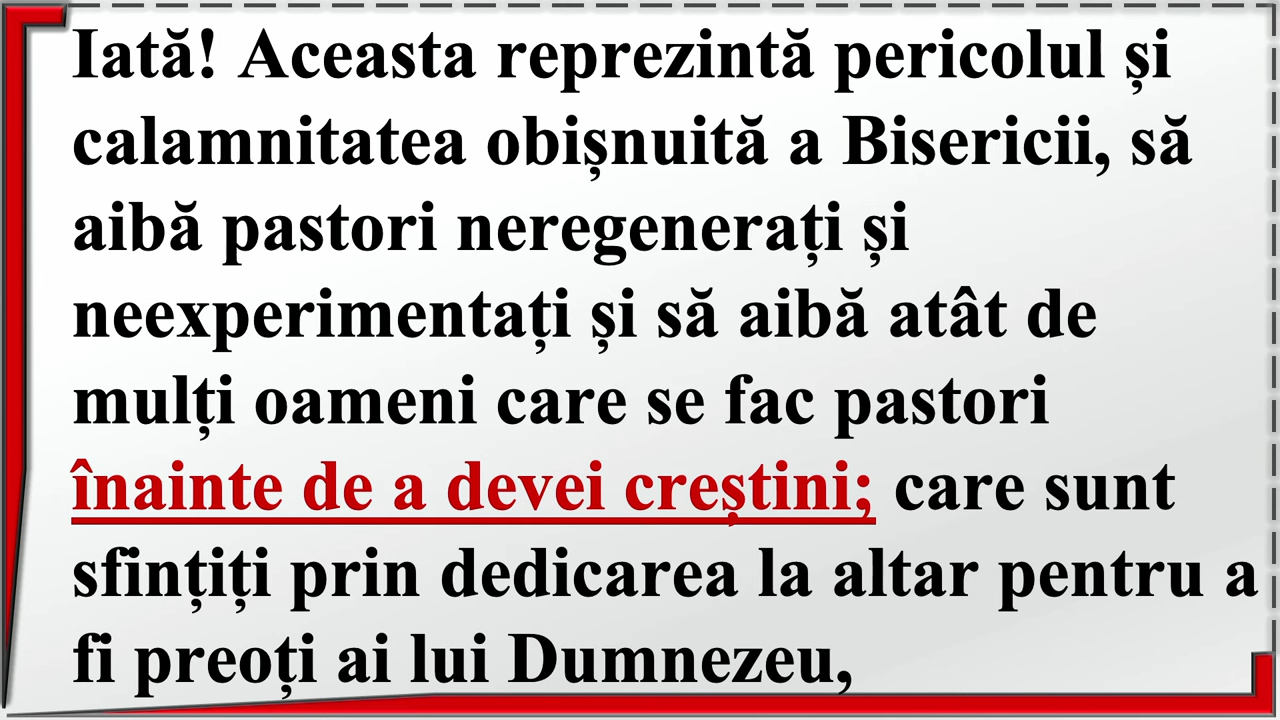 Iată! Aceasta reprezintă pericolul și
calamnitatea obișnuită a Bisericii, să
aibă pastori neregenerați și
neexperimentați și să aibă atât de
mulți oameni care se fac pastori
înainte de a devei creștini; care sunt
sfințiți prin dedicarea la altar pentru a
fi preoți ai lui Dumnezeu,